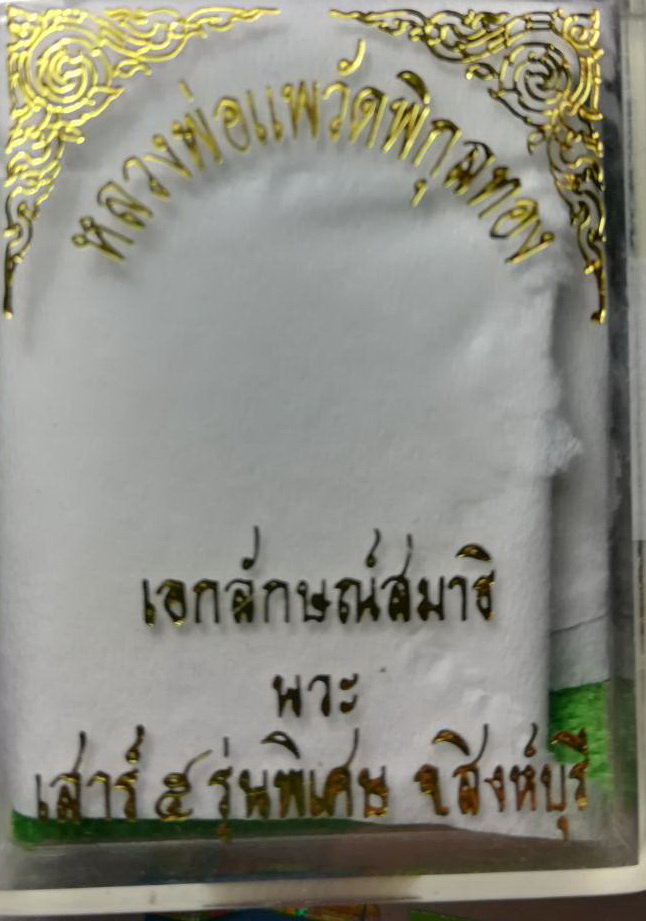 หลวงพ่อแพวัดพิกุลทอง
เอกลักษณ์สมาธิ
พระ
เสาร์ ๕ รุ่นพิเศษ จ.สิงห์บุรี